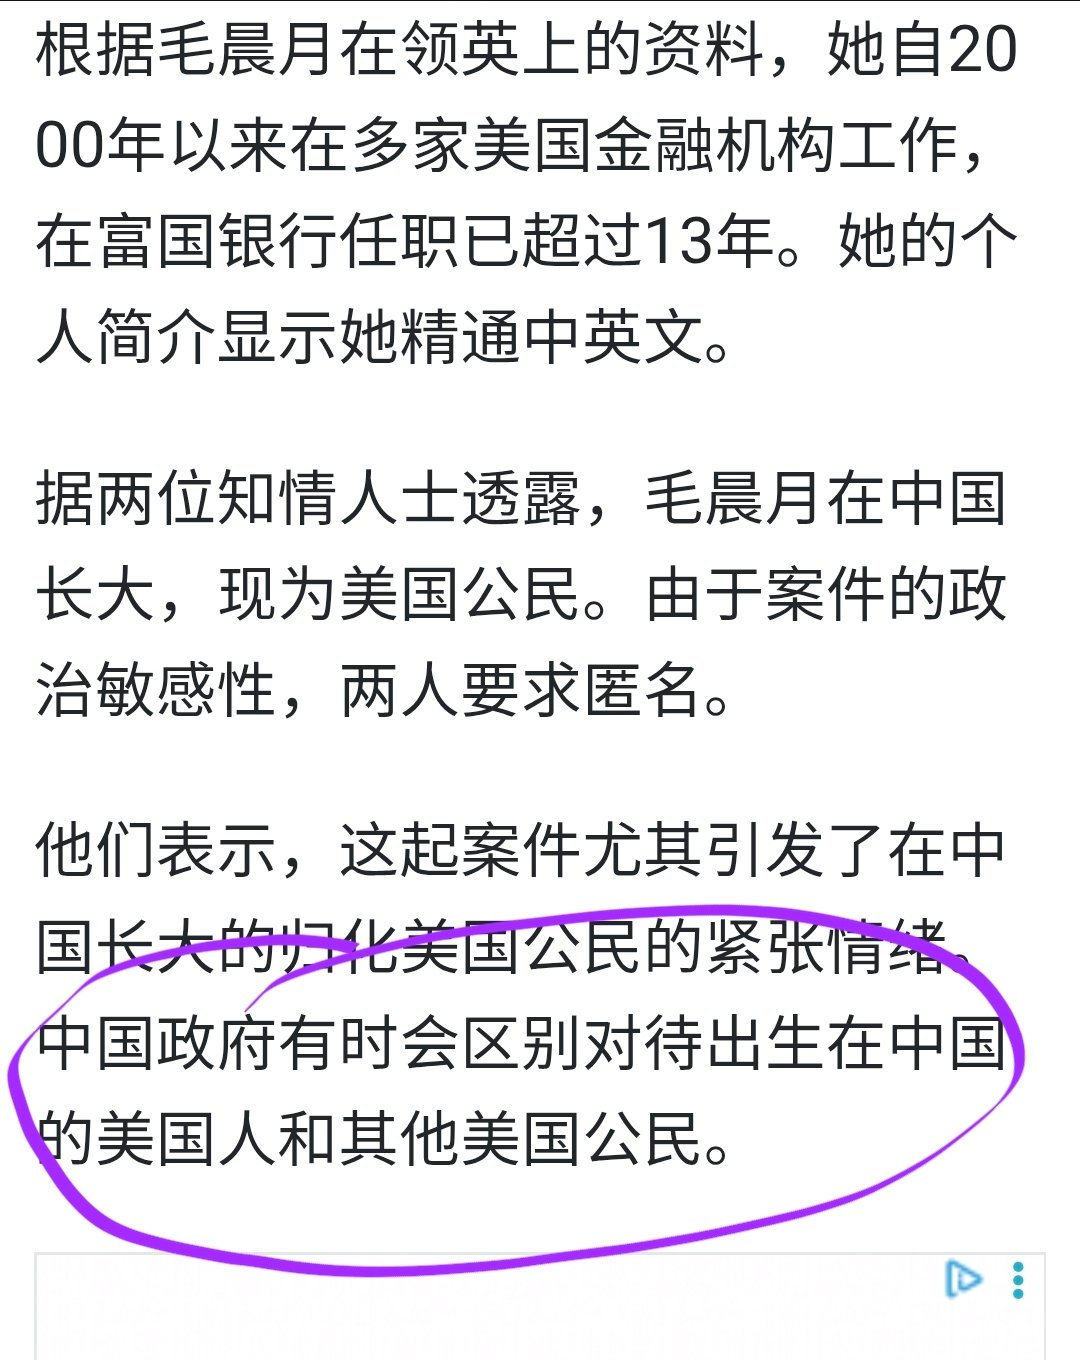 根据毛晨月在领英上的资料，她自20
00年以来在多家美国金融机构工作，
在富国银行任职已超过13年。她的个
人简介显示她精通中英文。
据两位知情人士透露，毛晨月在中国
长大，现为美国公民。由于案件的政
治敏感性，两人要求匿名。
他们表示，这起案件尤其引发了在中
国长大的归化美国公民的紧张情绪。
中国政府有时会区别对待出生在中国
的美国人和其他美国公民。